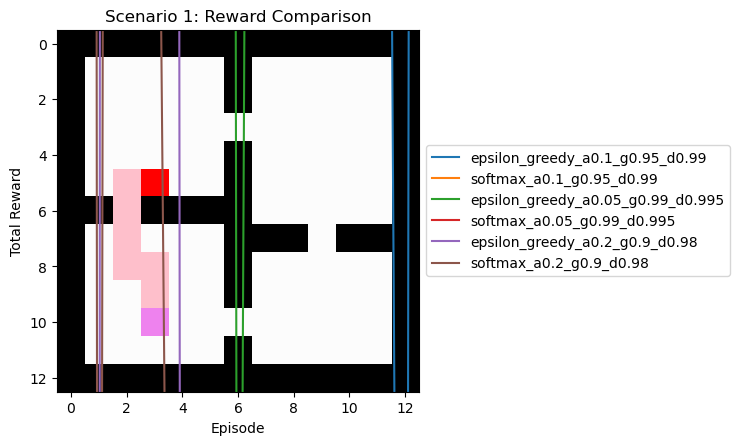 Scenario 1: Reward Comparison
0
2
4
6
8
10
12
Total Reward
0 2 4 6 8 10 12
Episode
epsilon_greedy_a0.1_g0.95_d0.99
softmax_a0.1_g0.95_d0.99
epsilon_greedy_a0.05_g0.99_d0.995
softmax_a0.05_g0.99_d0.995
epsilon_greedy_a0.2_g0.9_d0.98
softmax_a0.2_g0.9_d0.98